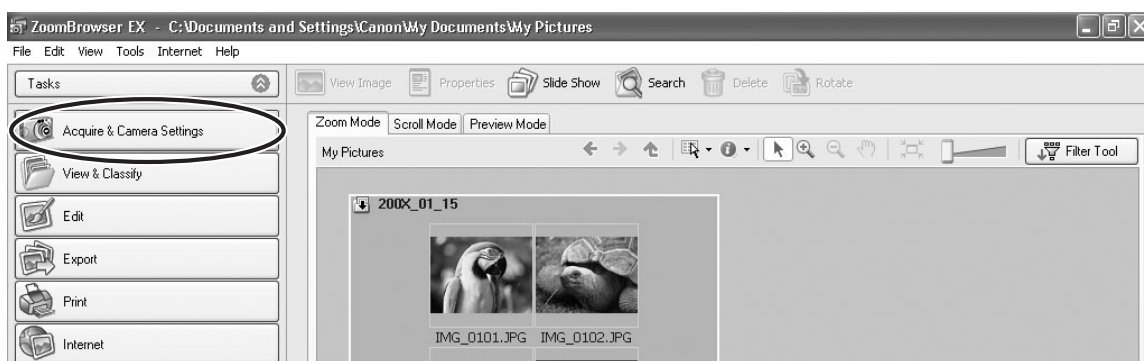 ZoomBrowser EX - C:\Documents and Settings\Canon\My Documents\My Pictures
File Edit View Tools Internet Help
Tasks
View Image Properties Slide Show Search Delete Rotate
Acquire & Camera Settings
View & Classify
Edit
Export
Print
Internet
Zoom Mode Scroll Mode Preview Mode
My Pictures
Filter Tool
200X_01_15
IMG_0101.JPG IMG_0102.JPG